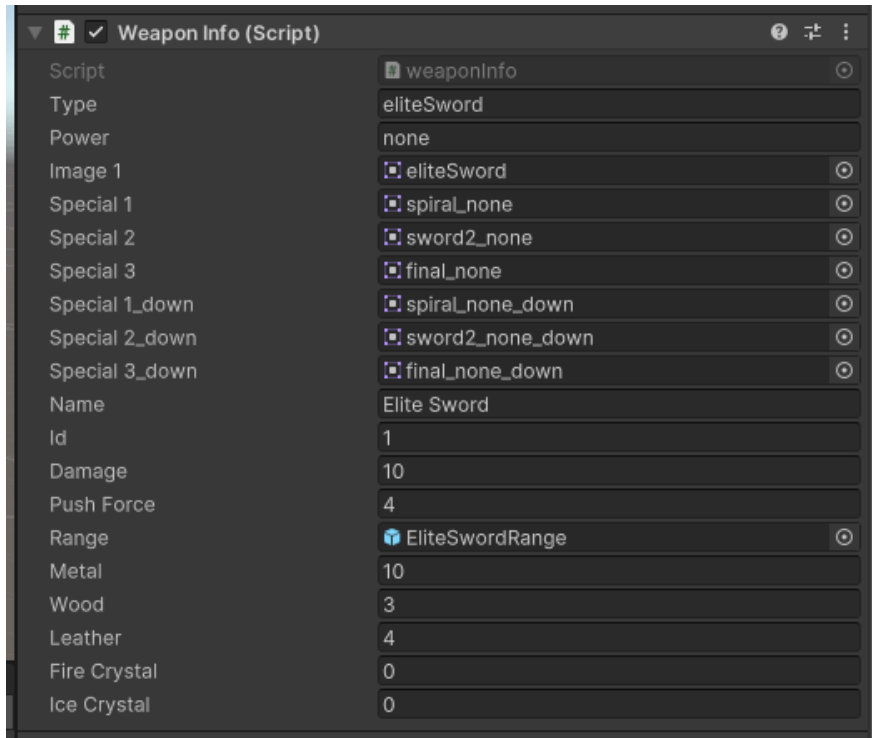 Weapon Info (Script)
Script weaponInfo
Type eliteSword
Power none
Image 1 eliteSword
Special 1 spiral_none
Special 2 sword2_none
Special 3 final_none
Special 1_down spiral_none_down
Special 2_down sword2_none_down
Special 3_down final_none_down
Name Elite Sword
Id 1
Damage 10
Push Force 4
Range EliteSwordRange
Metal 10
Wood 3
Leather 4
Fire Crystal 0
Ice Crystal 0